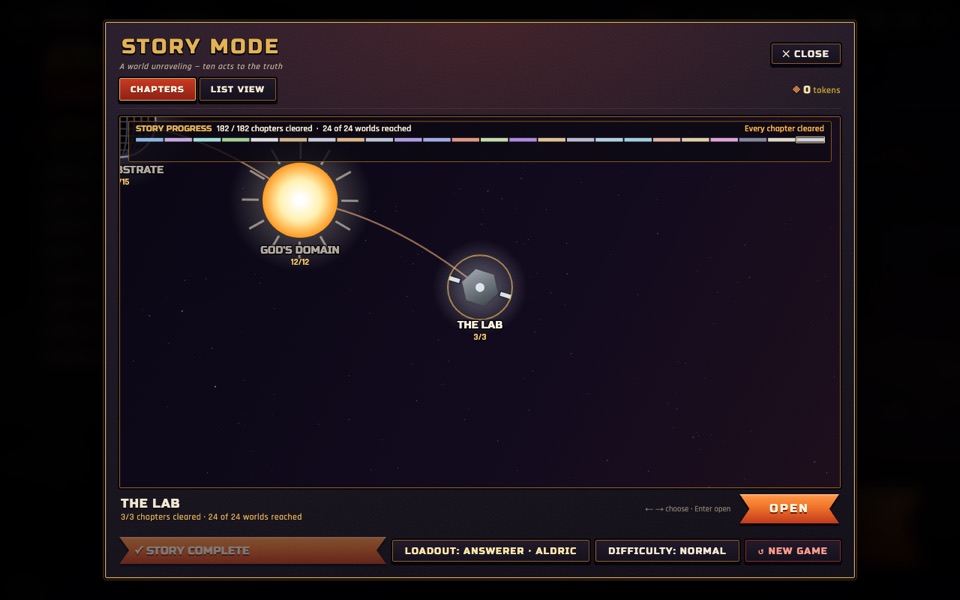 STORY MODE
A world unraveling — ten acts to the truth
✕ CLOSE
CHAPTERS
LIST VIEW
0 tokens
STORY PROGRESS 182 / 182 chapters cleared · 24 of 24 worlds reached
Every chapter cleared
/15
GOD'S DOMAIN
12/12
THE LAB
3/3
THE LAB
3/3 chapters cleared · 24 of 24 worlds reached
←→ choose · Enter open
OPEN
✓ STORY COMPLETE
LOADOUT: ANSWERER · ALDRIC
DIFFICULTY: NORMAL
↺ NEW GAME